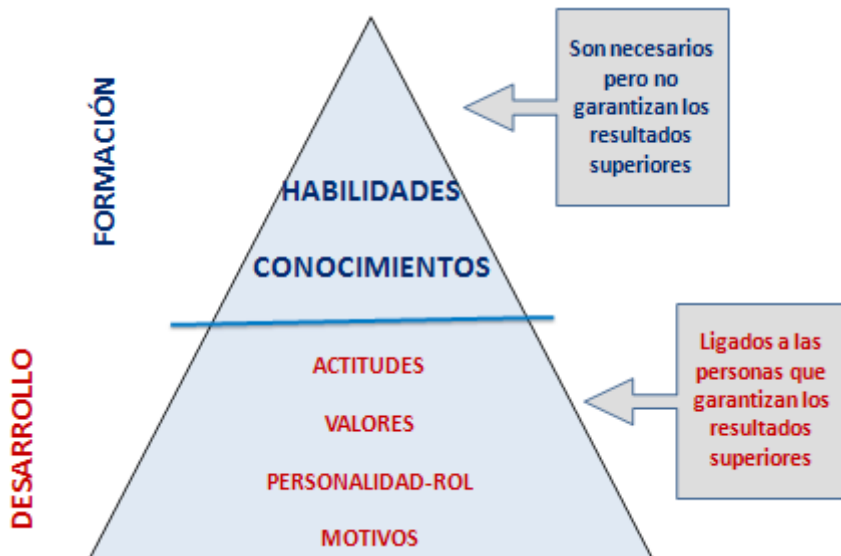 FORMACIÓN
HABILIDADES
CONOCIMIENTOS
Son necesarios
pero no
garantizan los
resultados
superiores
DESARROLLO
ACTITUDES
VALORES
PERSONALIDAD-ROL
MOTIVOS
Ligados a las
personas que
garantizan los
resultados
superiores